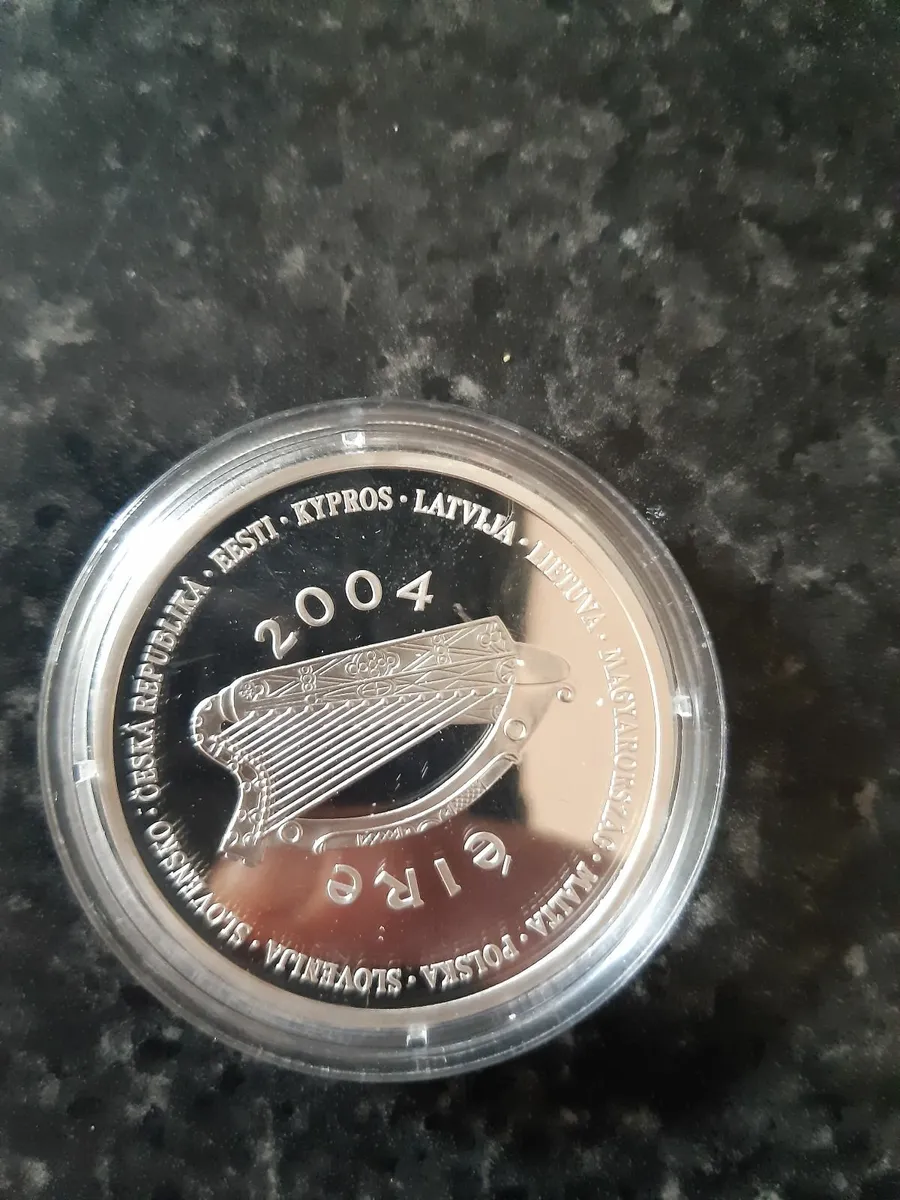 ČESKÁ REPUBLIKA · EESTI · KYPROS · LATVIJA · LIETUVA · MAGYARORSZÁG · MALTA · POLSKA · SLOVENIJA · SLOVENSKO ·
2004
éire